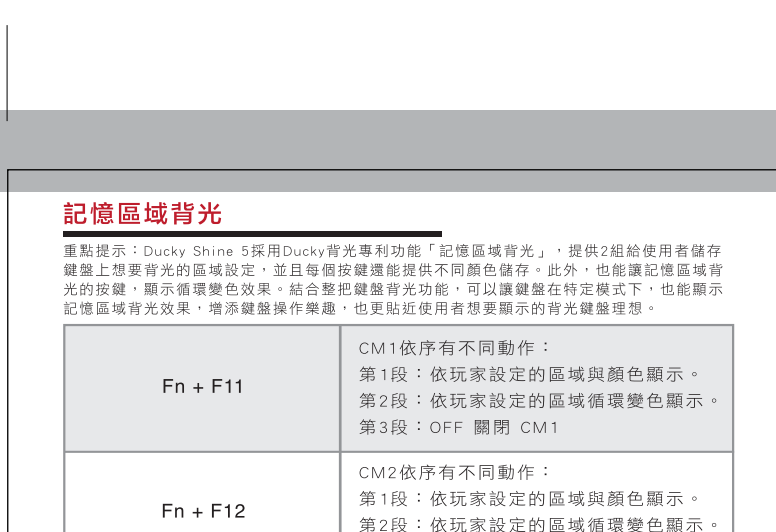 記憶區域背光
重點提示：Ducky Shine 5採用Ducky背光專利功能「記憶區域背光」，提供2組給使用者儲存
鍵盤上想要背光的區域設定，並且每個按鍵還能提供不同顏色儲存。此外，也能讓記憶區域背
光的按鍵，顯示循環變色效果。結合整把鍵盤背光功能，可以讓鍵盤在特定模式下，也能顯示
記憶區域背光效果，增添鍵盤操作樂趣，也更貼近使用者想要顯示的背光鍵盤理想。
Fn + F11
CM1依序有不同動作：
第1段：依玩家設定的區域與顏色顯示。
第2段：依玩家設定的區域循環變色顯示。
第3段：OFF 關閉 CM1
Fn + F12
CM2依序有不同動作：
第1段：依玩家設定的區域與顏色顯示。
第2段：依玩家設定的區域循環變色顯示。